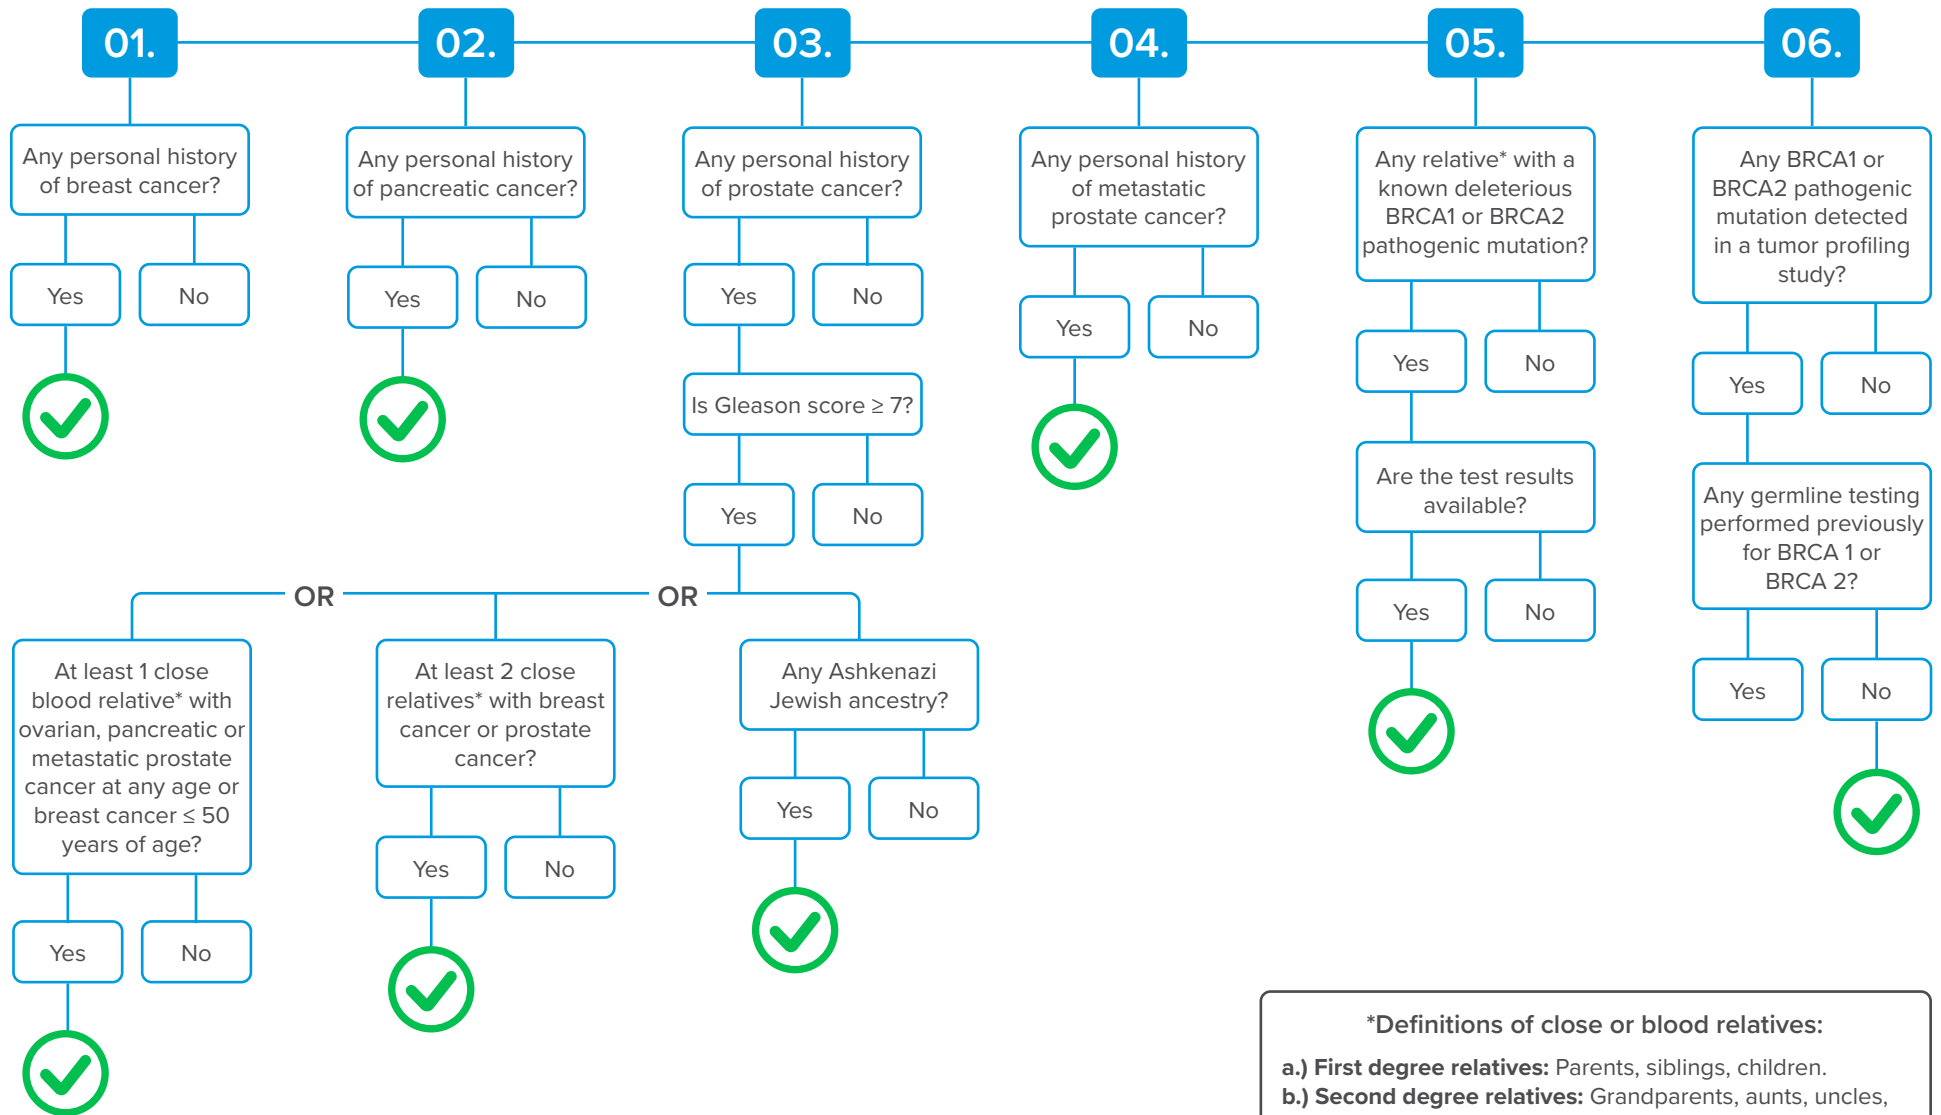 01.
02.
03.
04.
05.
06.
Any personal history
of breast cancer?
Yes
No
Any personal history
of pancreatic cancer?
Yes
No
Any personal history
of prostate cancer?
Yes
No
Is Gleason score ≥ 7?
Yes
No
OR
OR
At least 1 close
blood relative* with
ovarian, pancreatic or
metastatic prostate
cancer at any age or
breast cancer ≤ 50
years of age?
Yes
No
At least 2 close
relatives* with breast
cancer or prostate
cancer?
Yes
No
Any Ashkenazi
Jewish ancestry?
Yes
No
Any personal history
of metastatic
prostate cancer?
Yes
No
Any relative* with a
known deleterious
BRCA1 or BRCA2
pathogenic mutation?
Yes
No
Are the test results
available?
Yes
No
Any BRCA1 or
BRCA2 pathogenic
mutation detected
in a tumor profiling
study?
Yes
No
Any germline testing
performed previously
for BRCA 1 or
BRCA 2?
Yes
No
*Definitions of close or blood relatives:
a.) First degree relatives: Parents, siblings, children.
b.) Second degree relatives: Grandparents, aunts, uncles,